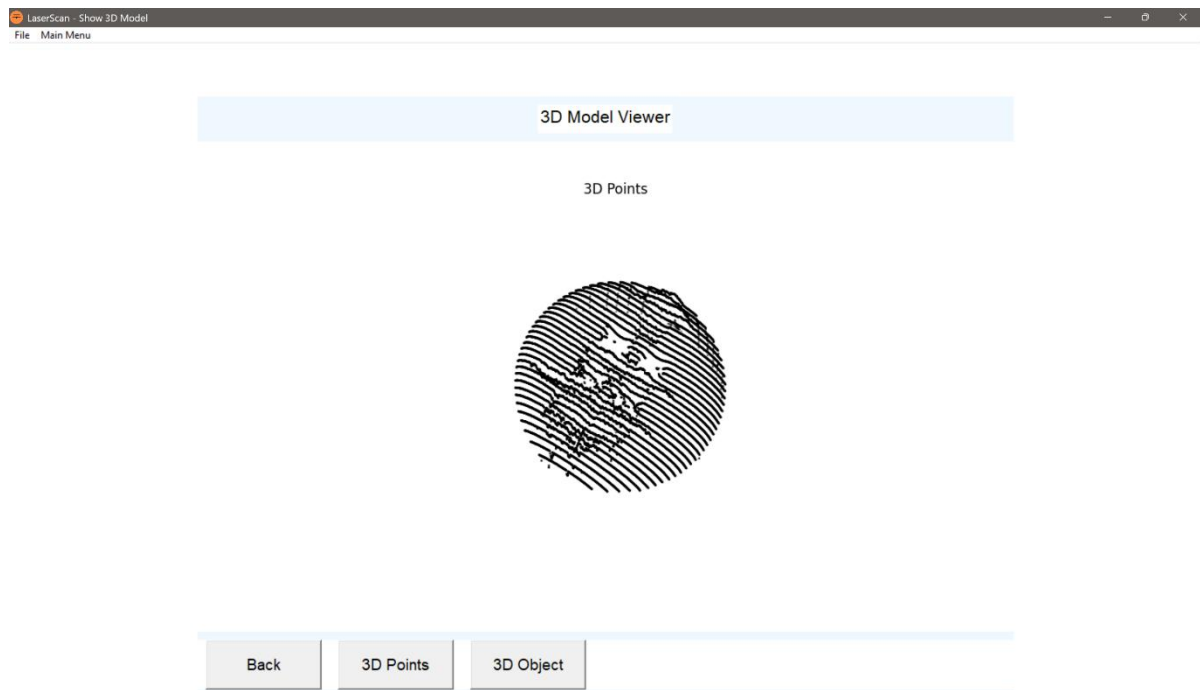 LaserScan - Show 3D Model
File Main Menu
3D Model Viewer
3D Points
Back 3D Points 3D Object